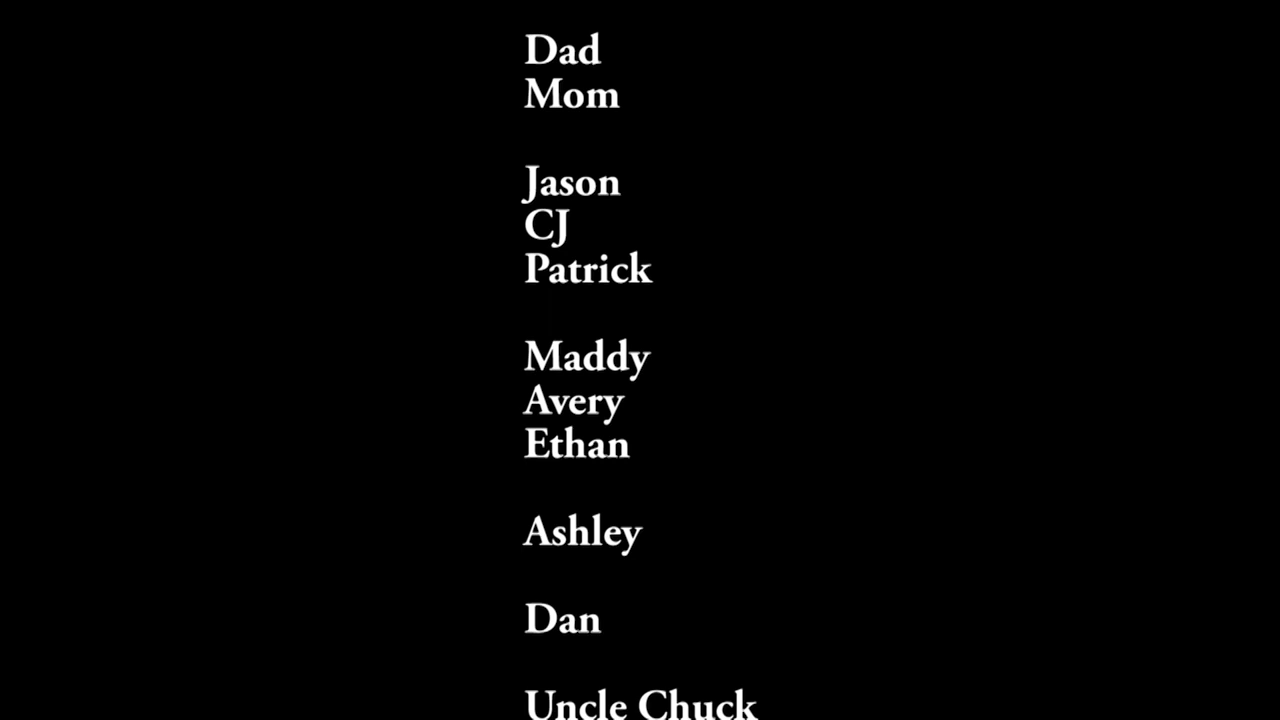 Dad
Mom
Jason
CJ
Patrick
Maddy
Avery
Ethan
Ashley
Dan
Uncle Chuck